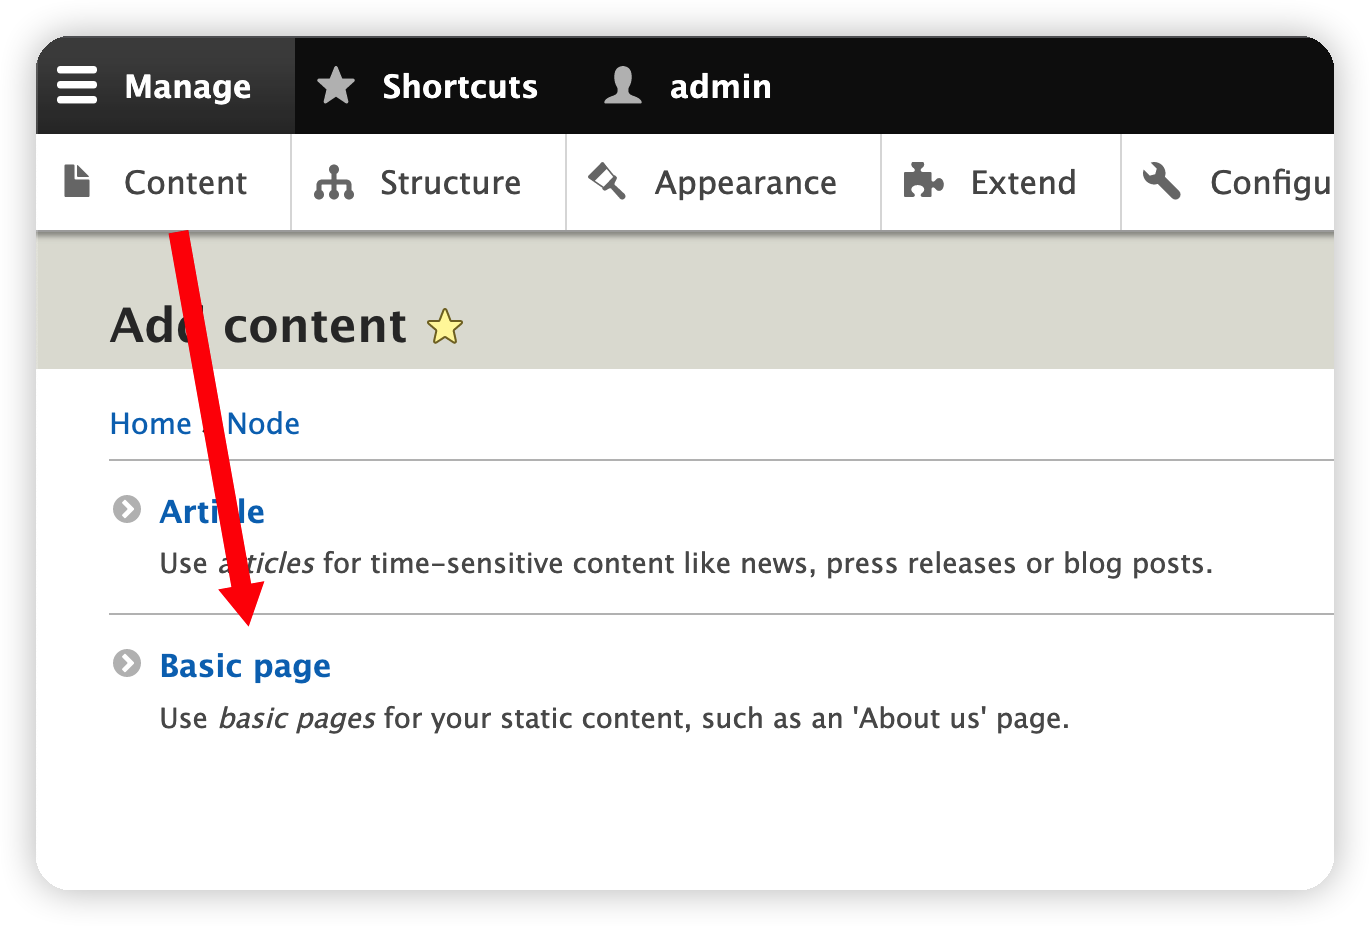 Manage Shortcuts admin
Content Structure Appearance Extend Configu
Add content
Home › Node
Article
Use articles for time-sensitive content like news, press releases or blog posts.
Basic page
Use basic pages for your static content, such as an 'About us' page.